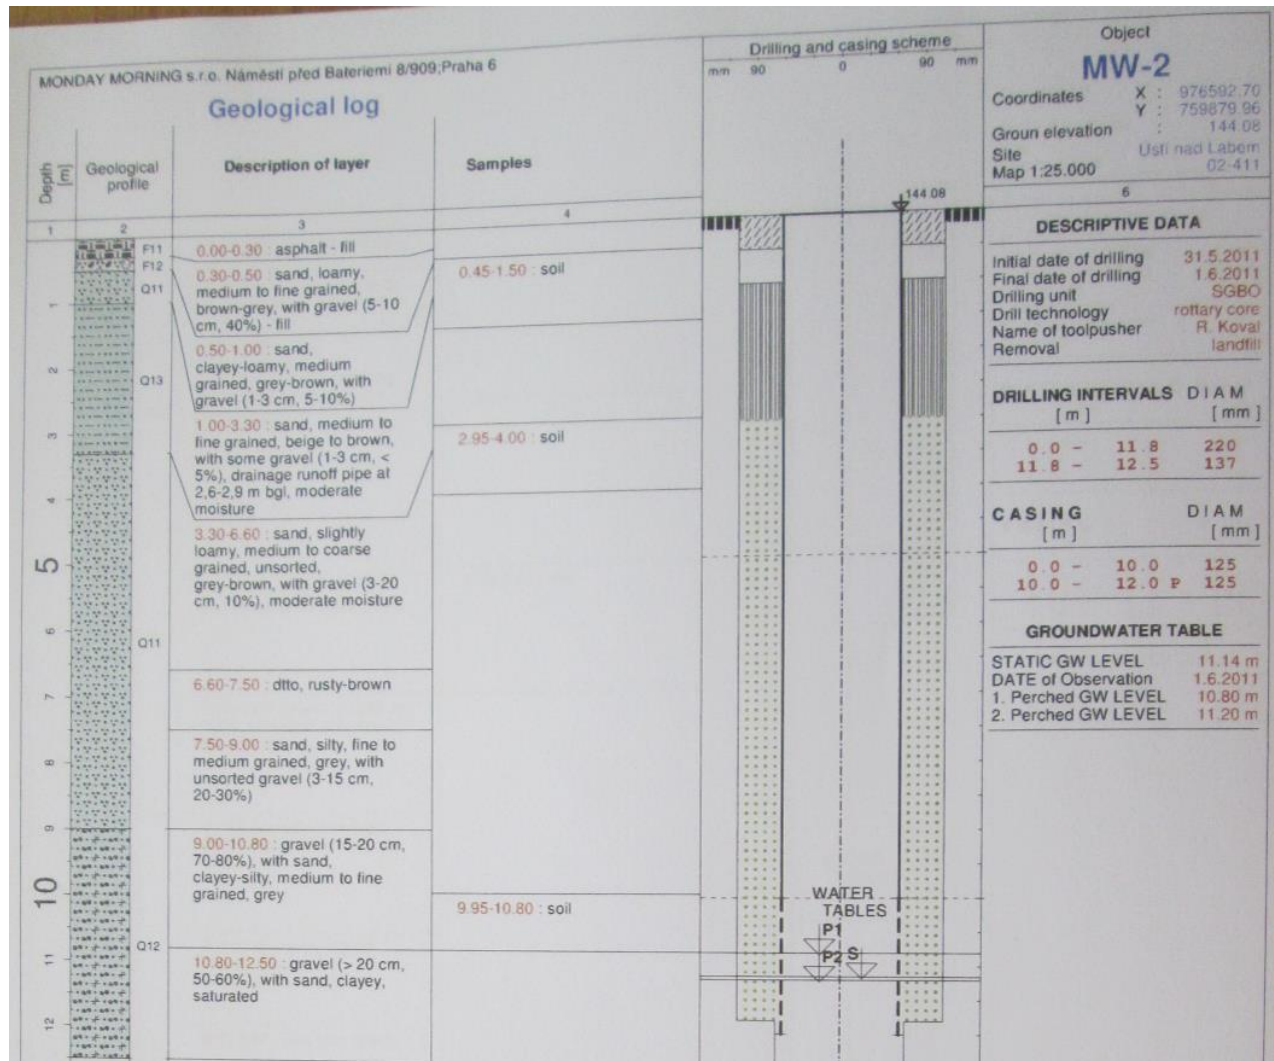 MONDAY MORNING s.r.o. Náměstí před Bateriemi 8/909;Praha 6
Geological log
Depth [m]
Geological
profile
Description of layer
Samples
1
2
3
4
F11
F12
Q11
Q13
Q11
Q12
1
2
3
4
5
6
7
8
9
10
11
12
0.00-0.30 : asphalt - fill
0.30-0.50 : sand, loamy,
medium to fine grained,
brown-grey, with gravel (5-10
cm, 40%) - fill
0.50-1.00 : sand,
clayey-loamy, medium
grained, grey-brown, with
gravel (1-3 cm, 5-10%)
1.00-3.30 : sand, medium to
fine grained, beige to brown,
with some gravel (1-3 cm, <
5%), drainage runoff pipe at
2,6-2,9 m bgl, moderate
moisture
3.30-6.60 : sand, slightly
loamy, medium to coarse
grained, unsorted,
grey-brown, with gravel (3-20
cm, 10%), moderate moisture
6.60-7.50 : dtto, rusty-brown
7.50-9.00 : sand, silty, fine to
medium grained, grey, with
unsorted gravel (3-15 cm,
20-30%)
9.00-10.80 : gravel (15-20 cm,
70-80%), with sand,
clayey-silty, medium to fine
grained, grey
10.80-12.50 : gravel (> 20 cm,
50-60%), with sand, clayey,
saturated
0.45-1.50 : soil
2.95-4.00 : soil
9.95-10.80 : soil
Drilling and casing scheme
mm 90 0 90 mm
144.08
WATER
TABLES
P1
P2 S
Object
MW-2
Coordinates X : 976592.70
Y : 759879.96
Groun elevation : 144.08
Site Ústí nad Labem
Map 1:25.000 02-411
6
DESCRIPTIVE DATA
Initial date of drilling 31.5.2011
Final date of drilling 1.6.2011
Drilling unit SGBO
Drill technology rottary core
Name of toolpusher R. Koval
Removal landfill
DRILLING INTERVALS DIAM
[ m ] [ mm ]
0.0 - 11.8 220
11.8 - 12.5 137
CASING DIAM
[ m ] [ mm ]
0.0 - 10.0 125
10.0 - 12.0 P 125
GROUNDWATER TABLE
STATIC GW LEVEL 11.14 m
DATE of Observation 1.6.2011
1. Perched GW LEVEL 10.80 m
2. Perched GW LEVEL 11.20 m